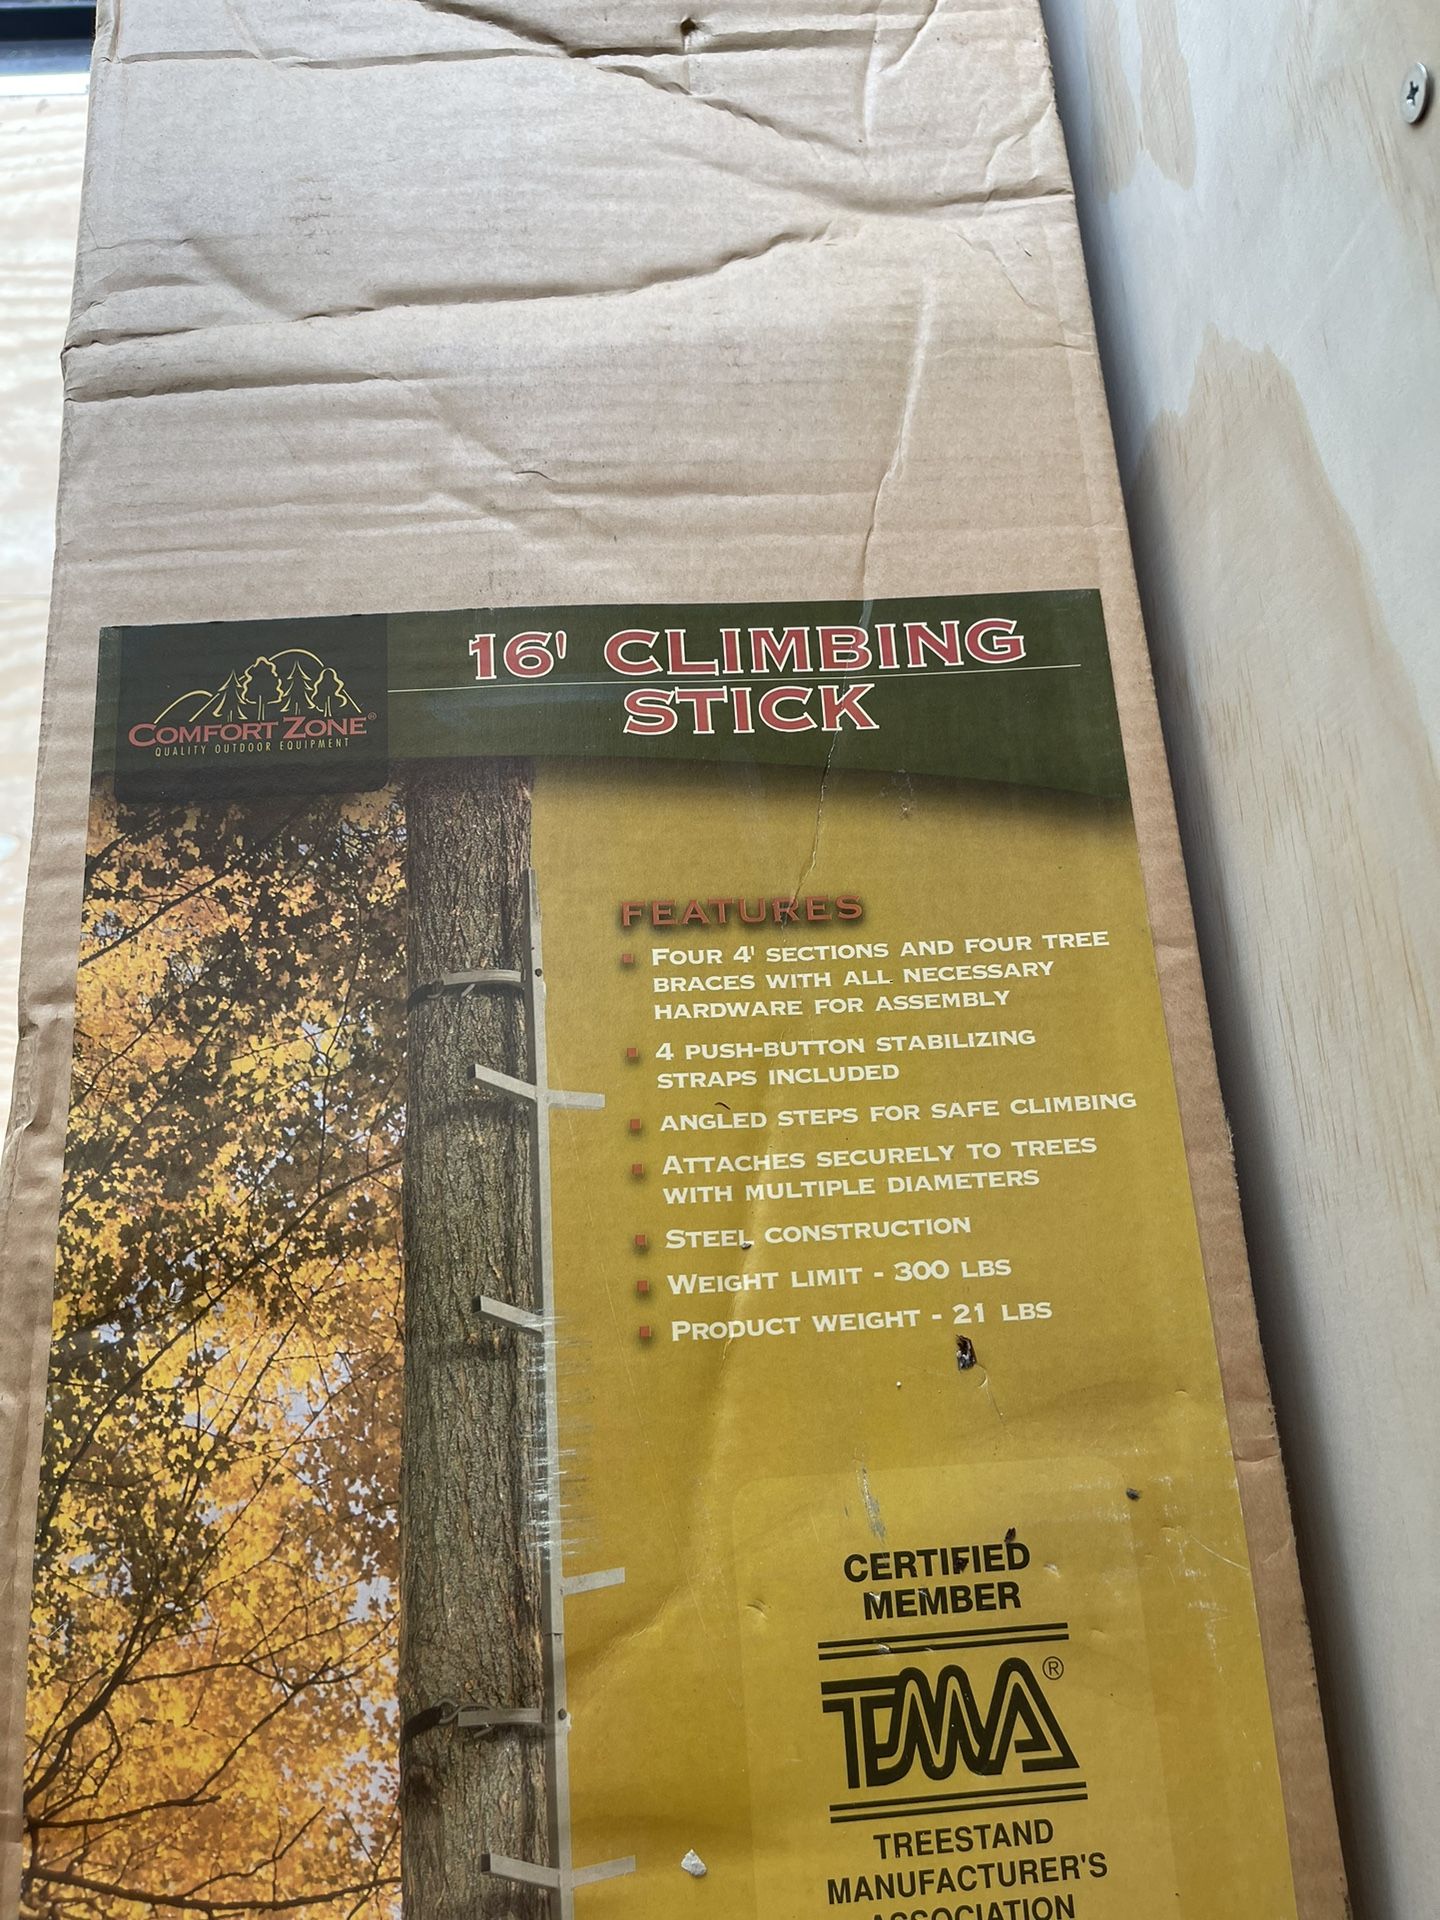 16' CLIMBING
STICK
COMFORT ZONE®
QUALITY OUTDOOR EQUIPMENT
FEATURES
FOUR 4' SECTIONS AND FOUR TREE
BRACES WITH ALL NECESSARY
HARDWARE FOR ASSEMBLY
4 PUSH-BUTTON STABILIZING
STRAPS INCLUDED
ANGLED STEPS FOR SAFE CLIMBING
ATTACHES SECURELY TO TREES
WITH MULTIPLE DIAMETERS
STEEL CONSTRUCTION
WEIGHT LIMIT - 300 LBS
PRODUCT WEIGHT - 21 LBS
CERTIFIED
MEMBER
TMA®
TREESTAND
MANUFACTURER'S
ASSOCIATION